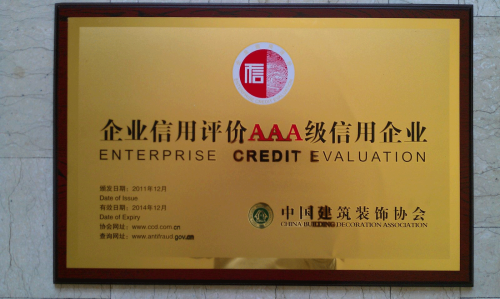 信
企业信用评价AAA级信用企业
ENTERPRISE CREDIT EVALUATION
颁发日期：2011年12月
Date of Issue
有效日期：2014年12月
Date of Expiry
协会网址：www.ccd.com.cn
查询网址：www.antifraud.gov.cn
中国建筑装饰协会
CHINA BUILDING DECORATION ASSOCIATION